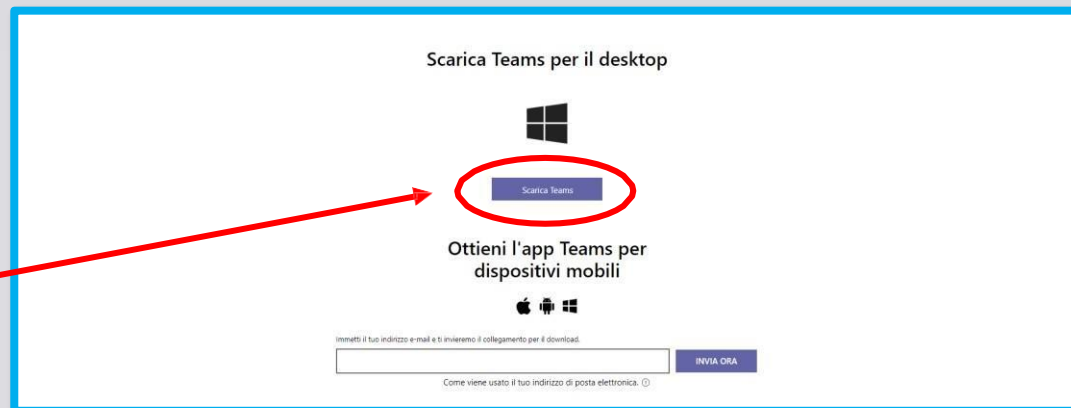 Scarica Teams per il desktop
Scarica Teams
Ottieni l'app Teams per
dispositivi mobili
Immetti il tuo indirizzo e-mail e ti invieremo il collegamento per il download.
INVIA ORA
Come viene usato il tuo indirizzo di posta elettronica.